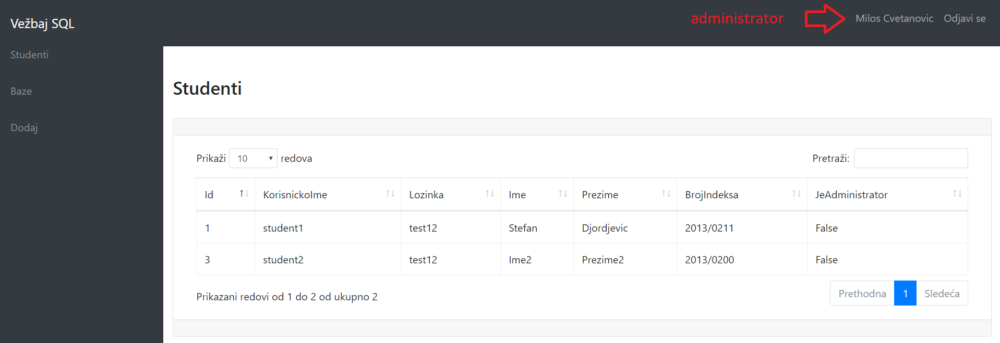 Vežbaj SQL
administrator Milos Cvetanovic Odjavi se
Studenti
Baze
Dodaj
Studenti
Prikaži 10 redova Pretraži:
Id KorisnickoIme Lozinka Ime Prezime BrojIndeksa JeAdministrator
1 student1 test12 Stefan Djordjevic 2013/0211 False
3 student2 test12 Ime2 Prezime2 2013/0200 False
Prikazani redovi od 1 do 2 od ukupno 2
Prethodna 1 Sledeća